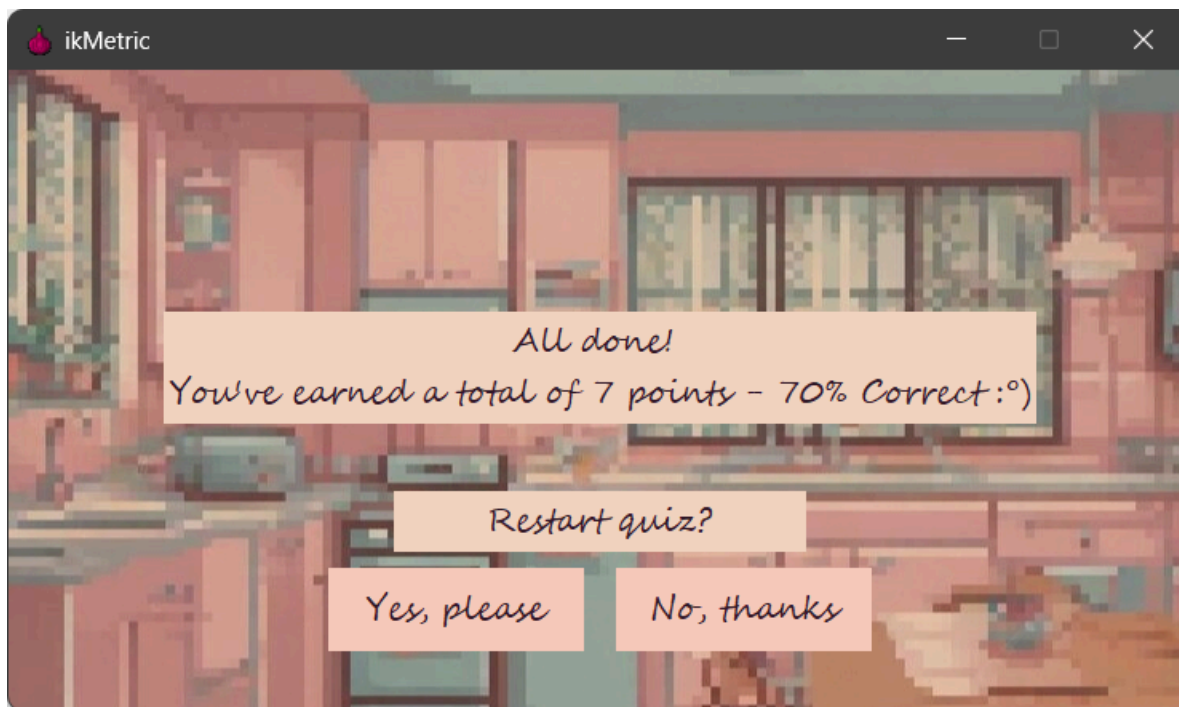 ikMetric
All done!
You've earned a total of 7 points - 70% Correct :°)
Restart quiz?
Yes, please
No, thanks